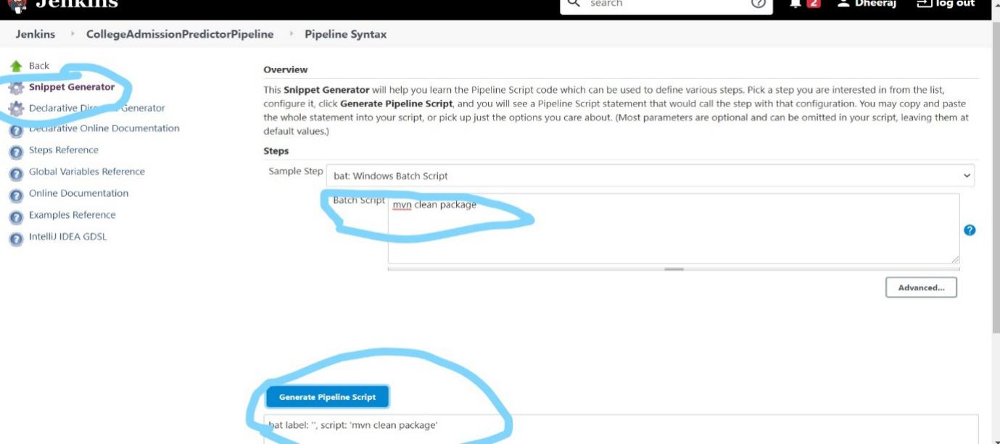 Jenkins
search
2
Dheeraj
log out
Jenkins
CollegeAdmissionPredictorPipeline
Pipeline Syntax
Back
Snippet Generator
Declarative Generator
Declarative Online Documentation
Steps Reference
Global Variables Reference
Online Documentation
Examples Reference
IntelliJ IDEA GDSL
Overview
This Snippet Generator will help you learn the Pipeline Script code which can be used to define various steps. Pick a step you are interested in from the list,
configure it, click Generate Pipeline Script, and you will see a Pipeline Script statement that would call the step with that configuration. You may copy and paste
the whole statement into your script, or pick up just the options you care about. (Most parameters are optional and can be omitted in your script, leaving them at
default values.)
Steps
Sample Step
bat: Windows Batch Script
Batch Script
mvn clean package
Advanced...
Generate Pipeline Script
bat label: '', script: 'mvn clean package'